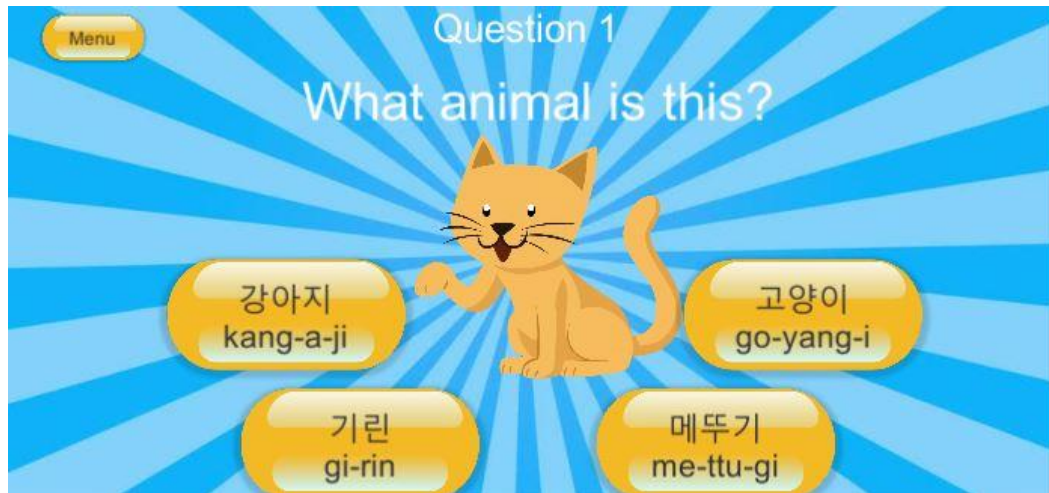 Menu
Question 1
What animal is this?
강아지
kang-a-ji
고양이
go-yang-i
기린
gi-rin
메뚜기
me-ttu-gi